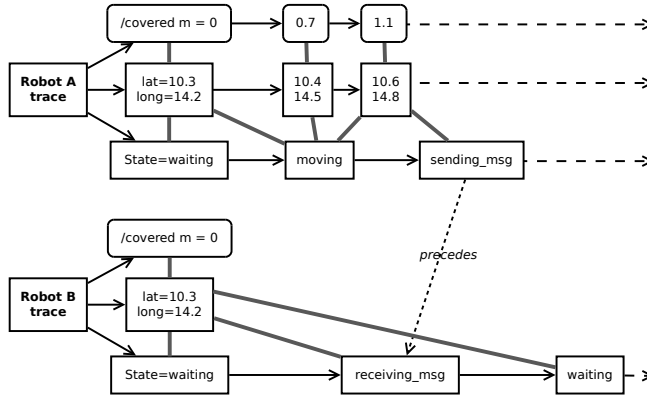 /covered m = 0
0.7
1.1
Robot A
trace
lat=10.3
long=14.2
10.4
14.5
10.6
14.8
State=waiting
moving
sending_msg
precedes
/covered m = 0
Robot B
trace
lat=10.3
long=14.2
State=waiting
receiving_msg
waiting